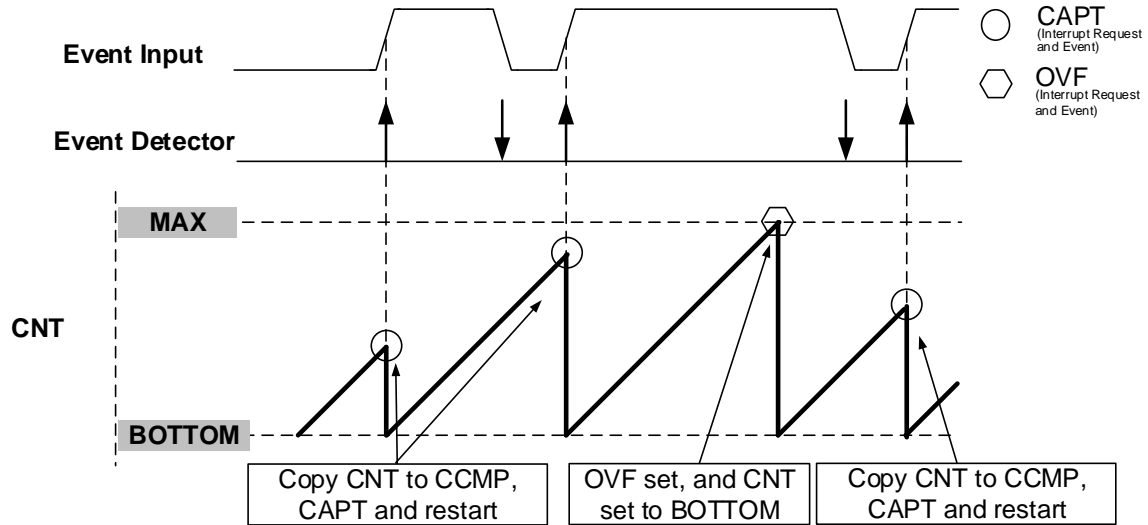 CAPT
(Interrupt Request
and Event)
Event Input
OVF
(Interrupt Request
and Event)
Event Detector
MAX
CNT
BOTTOM
Copy CNT to CCMP,
CAPT and restart
OVF set, and CNT
set to BOTTOM
Copy CNT to CCMP,
CAPT and restart